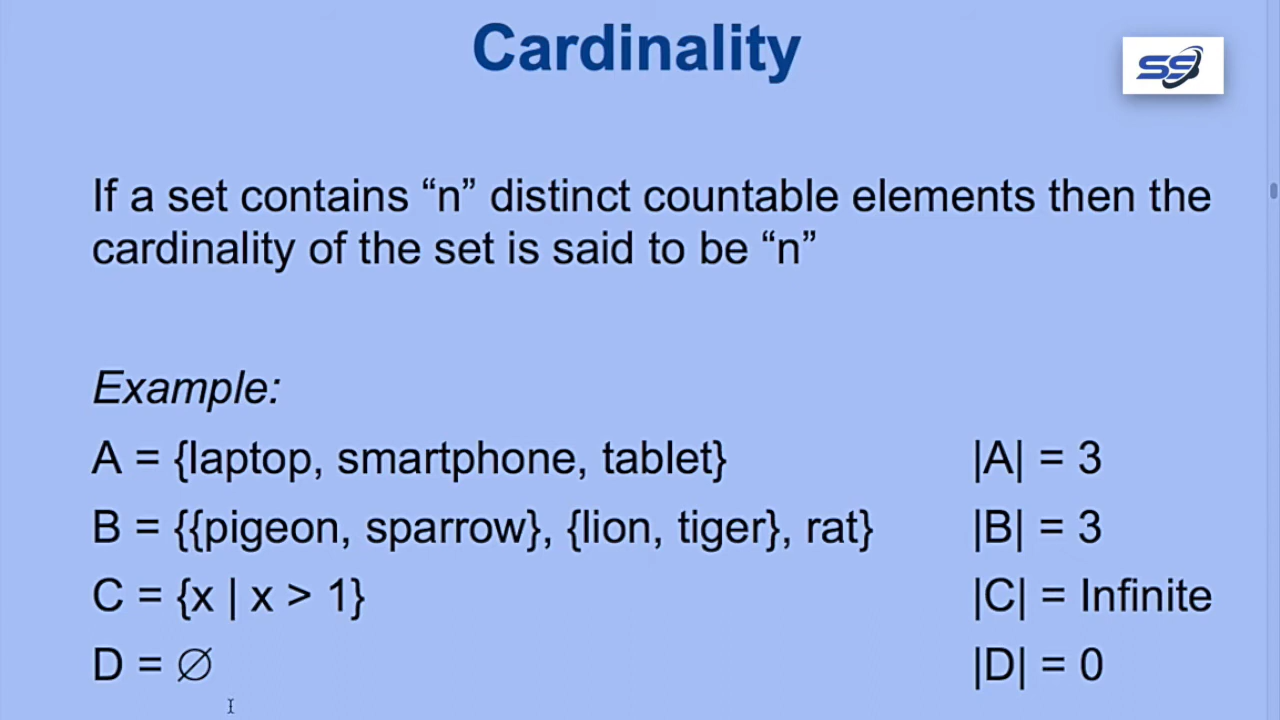 Cardinality
SS
If a set contains “n” distinct countable elements then the
cardinality of the set is said to be “n”
Example:
A = {laptop, smartphone, tablet} |A| = 3
B = {{pigeon, sparrow}, {lion, tiger}, rat} |B| = 3
C = {x | x > 1} |C| = Infinite
D = ∅ |D| = 0